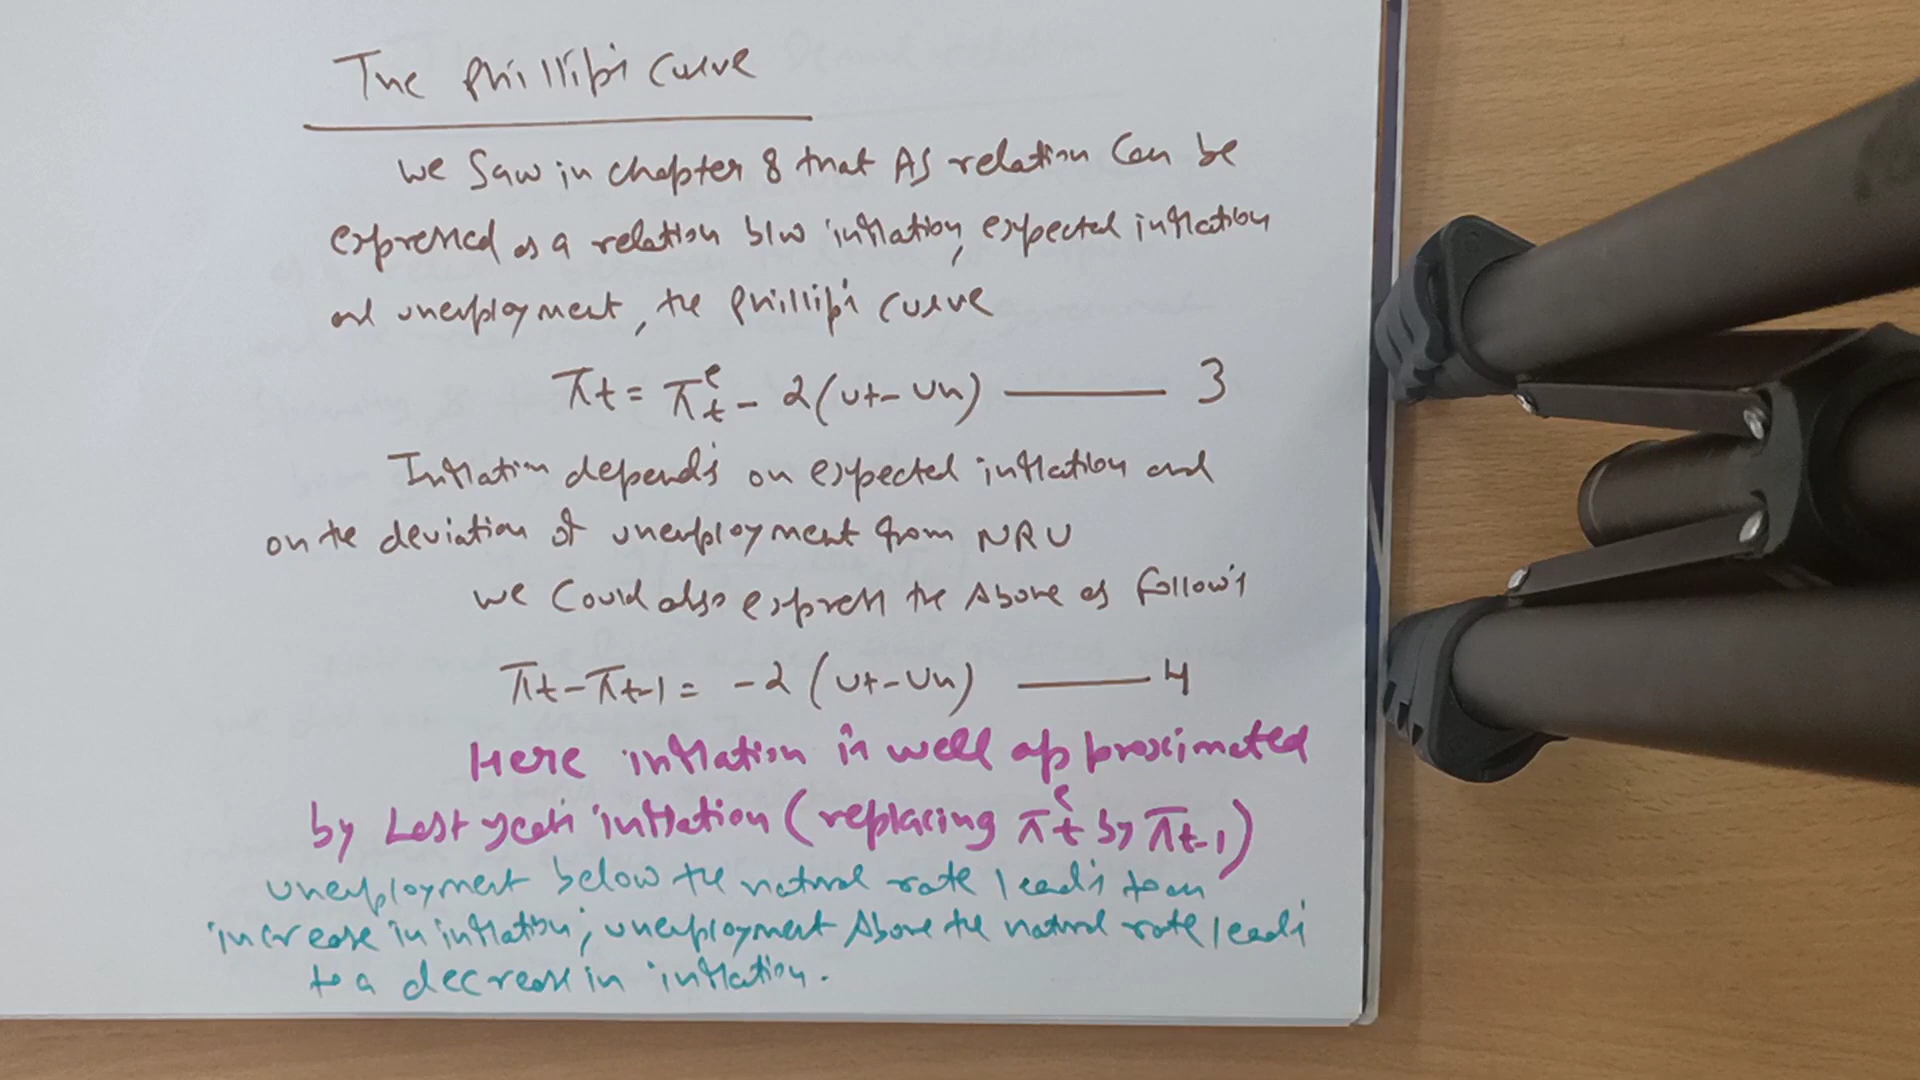 The Phillip's Curve
We Saw in chapter 8 that AS relation Can be
expressed as a relation b/w inflation, expected inflation
and unemployment, the Phillip's curve
πt = πᵉt - 2(ut - un) ——— 3
Inflation depend's on expected inflation and
on the deviation of unemployment from NRU
we Could also express the Above as follow's
πt - πt-1 = -2 (ut - un) ——— 4
Here inflation is well approximated
by Last year's inflation (replacing πᵉt by πt-1)
unemployment below the natural rate leads to an
increase in inflation; unemployment Above the natural rate leads
to a decrease in inflation.